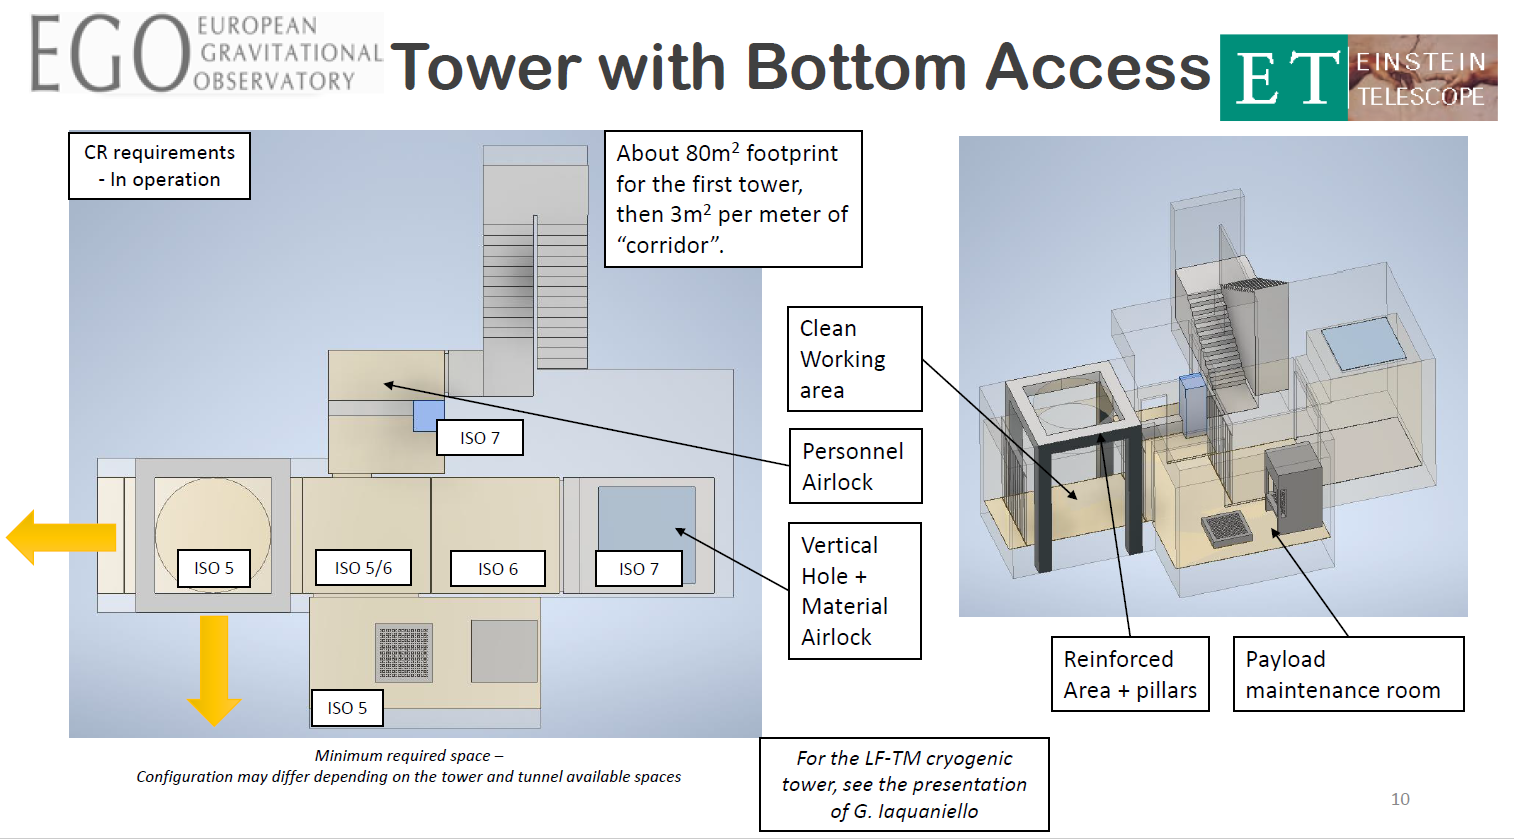 EGO
EUROPEAN
GRAVITATIONAL
OBSERVATORY
Tower with Bottom Access
ET
EINSTEIN
TELESCOPE
CR requirements
- In operation
About 80m² footprint
for the first tower,
then 3m² per meter of
“corridor”.
Clean
Working
area
ISO 7
Personnel
Airlock
Vertical
Hole +
Material
Airlock
ISO 5
ISO 5/6
ISO 6
ISO 7
ISO 5
Reinforced
Area + pillars
Payload
maintenance room
Minimum required space –
Configuration may differ depending on the tower and tunnel available spaces
For the LF-TM cryogenic
tower, see the presentation
of G. Iaquaniello
10